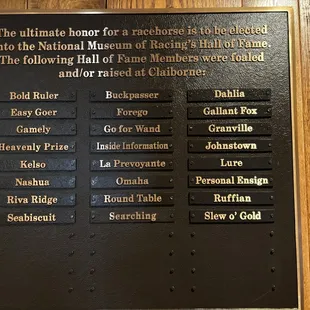 The ultimate honor for a racehorse is to be elected
into the National Museum of Racing's Hall of Fame.
The following Hall of Fame Members were foaled
and/or raised at Claiborne:
Bold Ruler
Easy Goer
Gamely
Heavenly Prize
Kelso
Nashua
Riva Ridge
Seabiscuit
Buckpasser
Forego
Go for Wand
Inside Information
La Prevoyante
Omaha
Round Table
Searching
Dahlia
Gallant Fox
Granville
Johnstown
Lure
Personal Ensign
Ruffian
Slew o' Gold